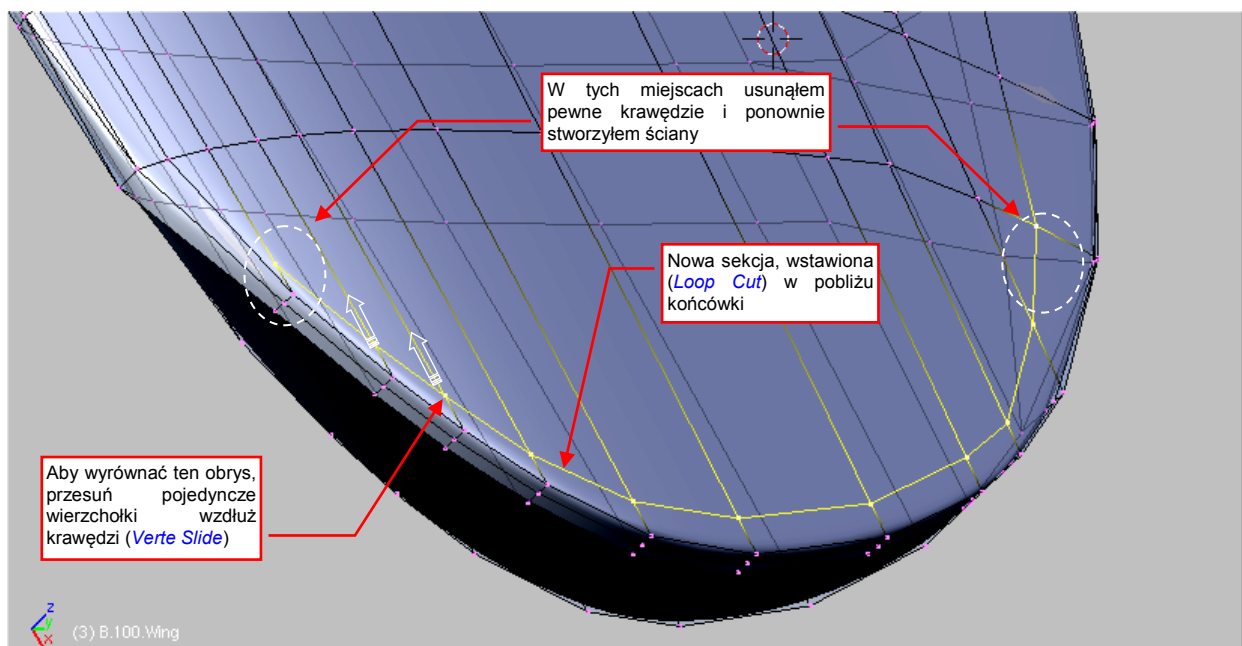 W tych miejscach usunąłem
pewne krawędzie i ponownie
stworzyłem ściany
Nowa sekcja, wstawiona
(Loop Cut) w pobliżu
końcówki
Aby wyrównać ten obrys,
przesuń pojedyncze
wierzchołki wzdłuż
krawędzi (Verte Slide)
z
y
x
(3) B.100.Wing